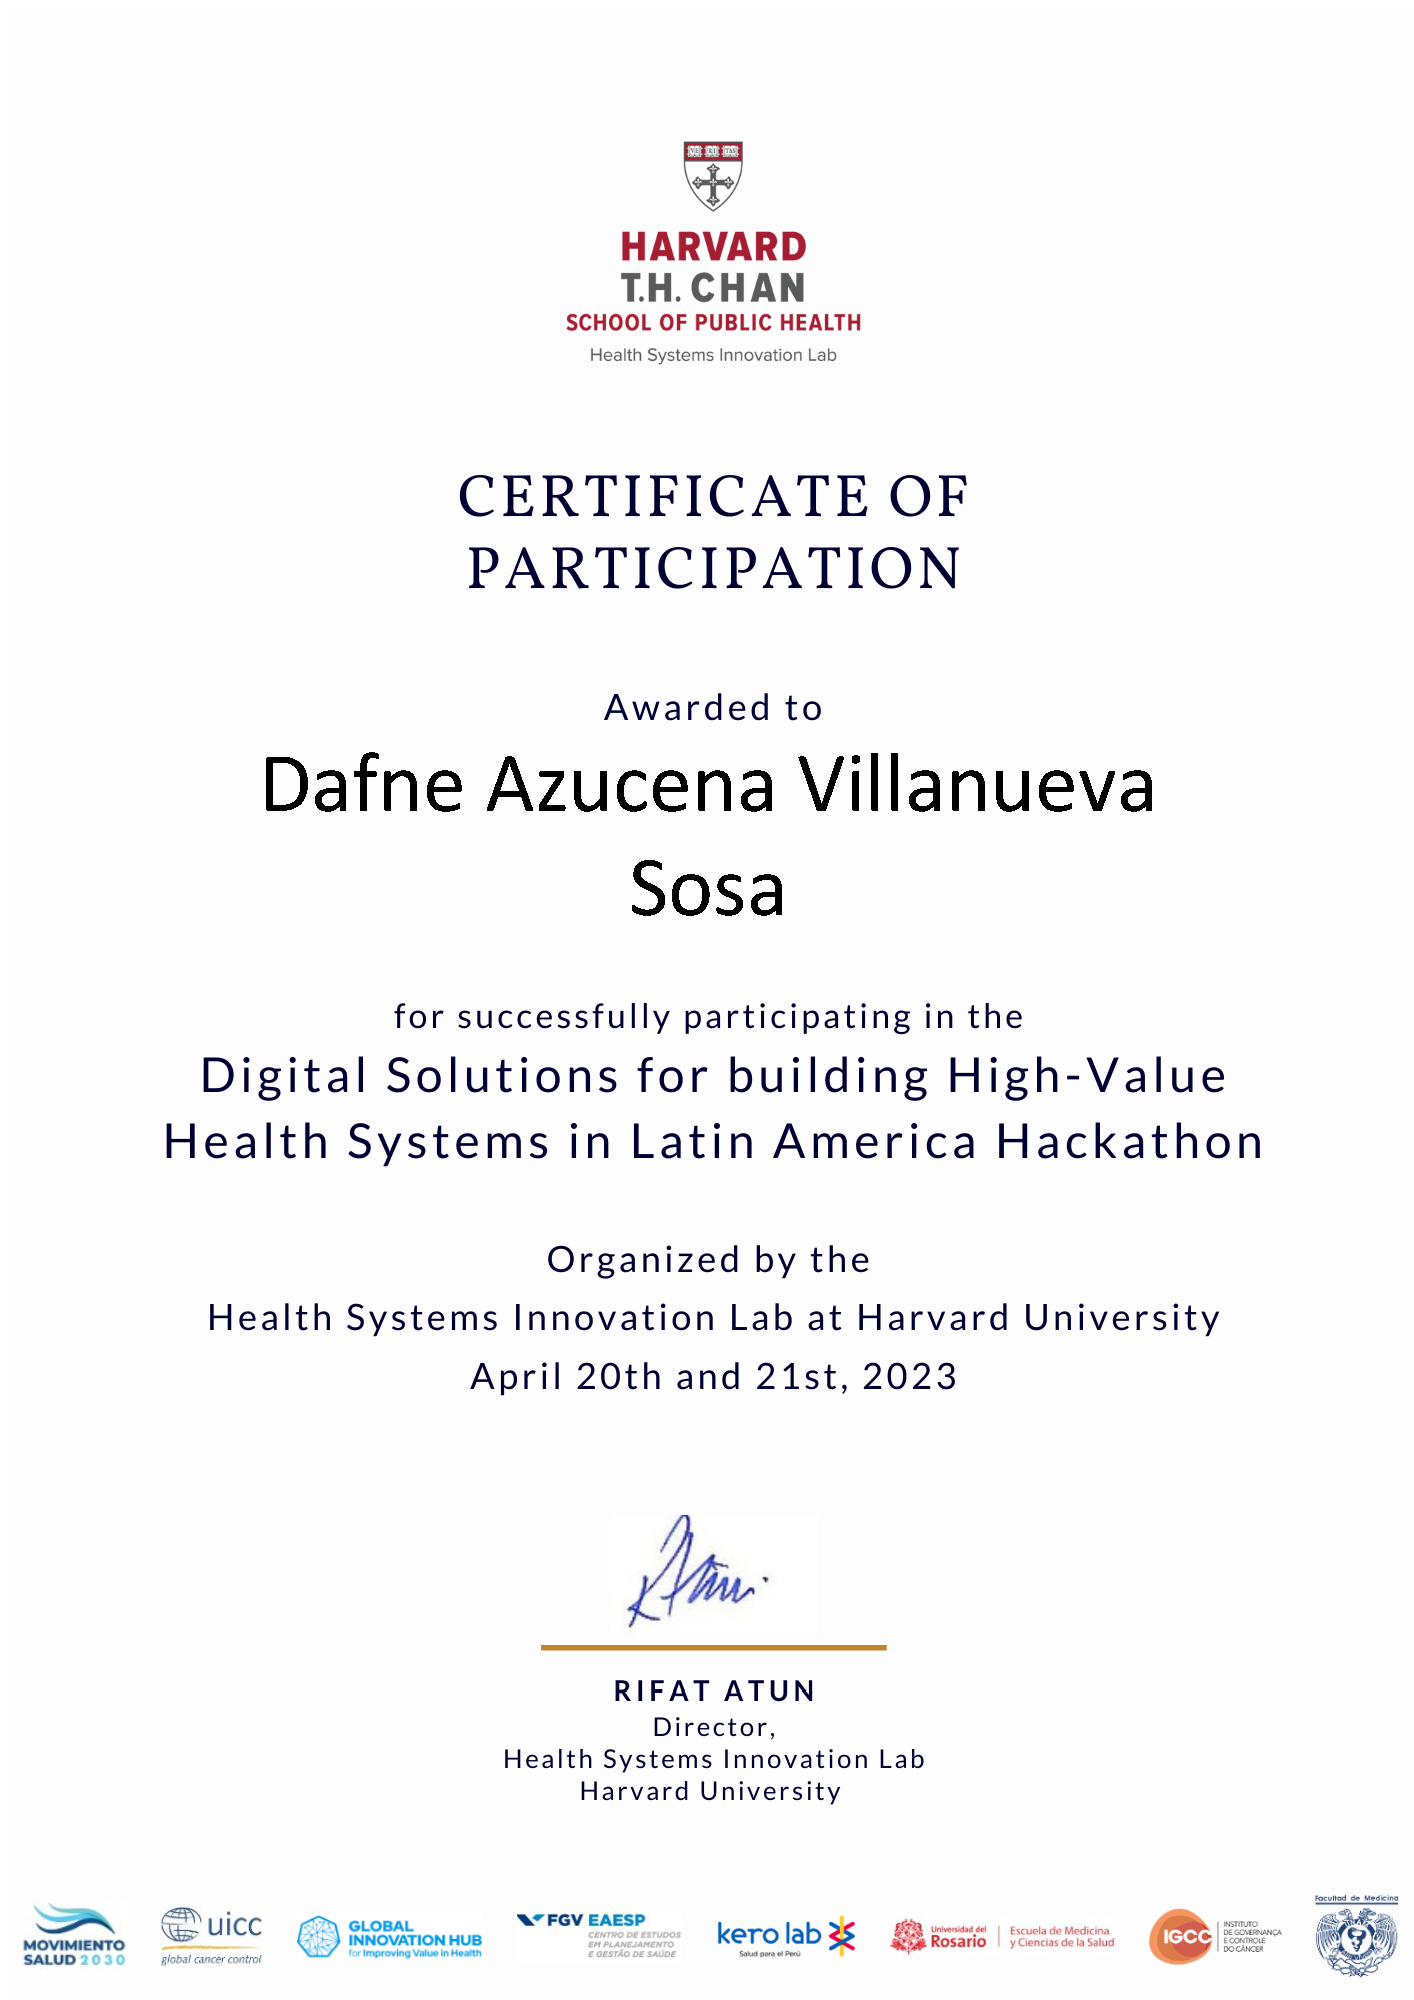 VE RI TAS
HARVARD
T.H. CHAN
SCHOOL OF PUBLIC HEALTH
Health Systems Innovation Lab
CERTIFICATE OF
PARTICIPATION
Awarded to
Dafne Azucena Villanueva
Sosa
for successfully participating in the
Digital Solutions for building High-Value
Health Systems in Latin America Hackathon
Organized by the
Health Systems Innovation Lab at Harvard University
April 20th and 21st, 2023
RIFAT ATUN
Director,
Health Systems Innovation Lab
Harvard University
MOVIMIENTO
SALUD 2030
uicc
global cancer control
GLOBAL
INNOVATION HUB
for Improving Value in Health
FGV EAESP
CENTRO DE ESTUDOS
EM PLANEJAMENTO
E GESTÃO DE SAÚDE
kero lab
Salud para el Perú
Universidad del
Rosario
Escuela de Medicina
y Ciencias de la Salud
IGCC
INSTITUTO
DE GOVERNANÇA
E CONTROLE
DO CÂNCER
Facultad de Medicina